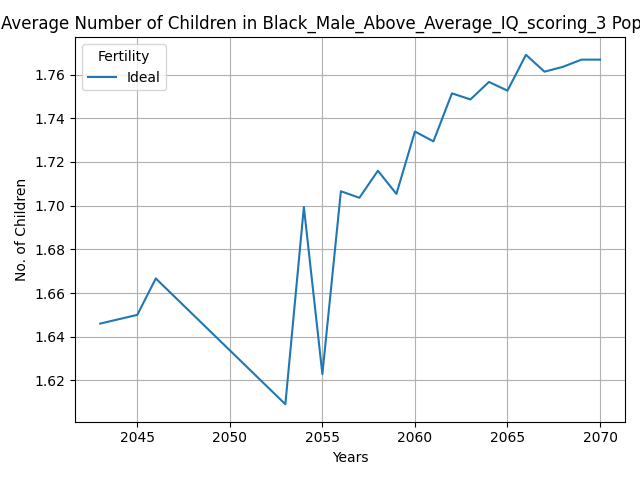 Average Number of Children in Black_Male_Above_Average_IQ_scoring_3 Pop
Fertility
Ideal
No. of Children
1.76
1.74
1.72
1.70
1.68
1.66
1.64
1.62
2045 2050 2055 2060 2065 2070
Years